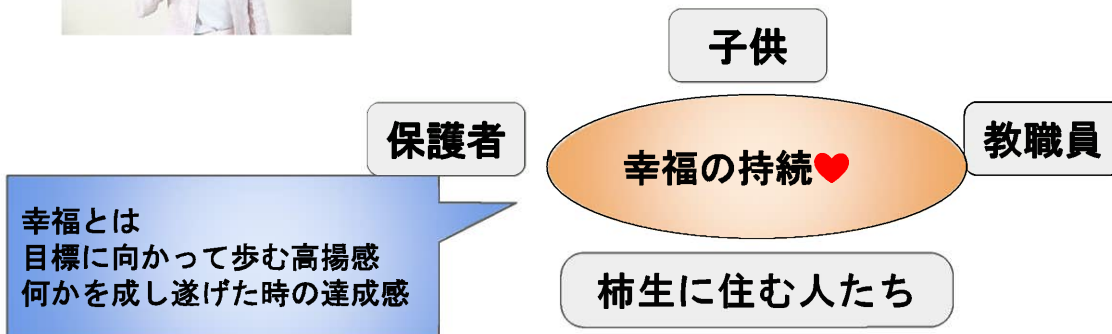 子供
保護者
教職員
幸福の持続❤
幸福とは
目標に向かって歩む高揚感
何かを成し遂げた時の達成感
柿生に住む人たち